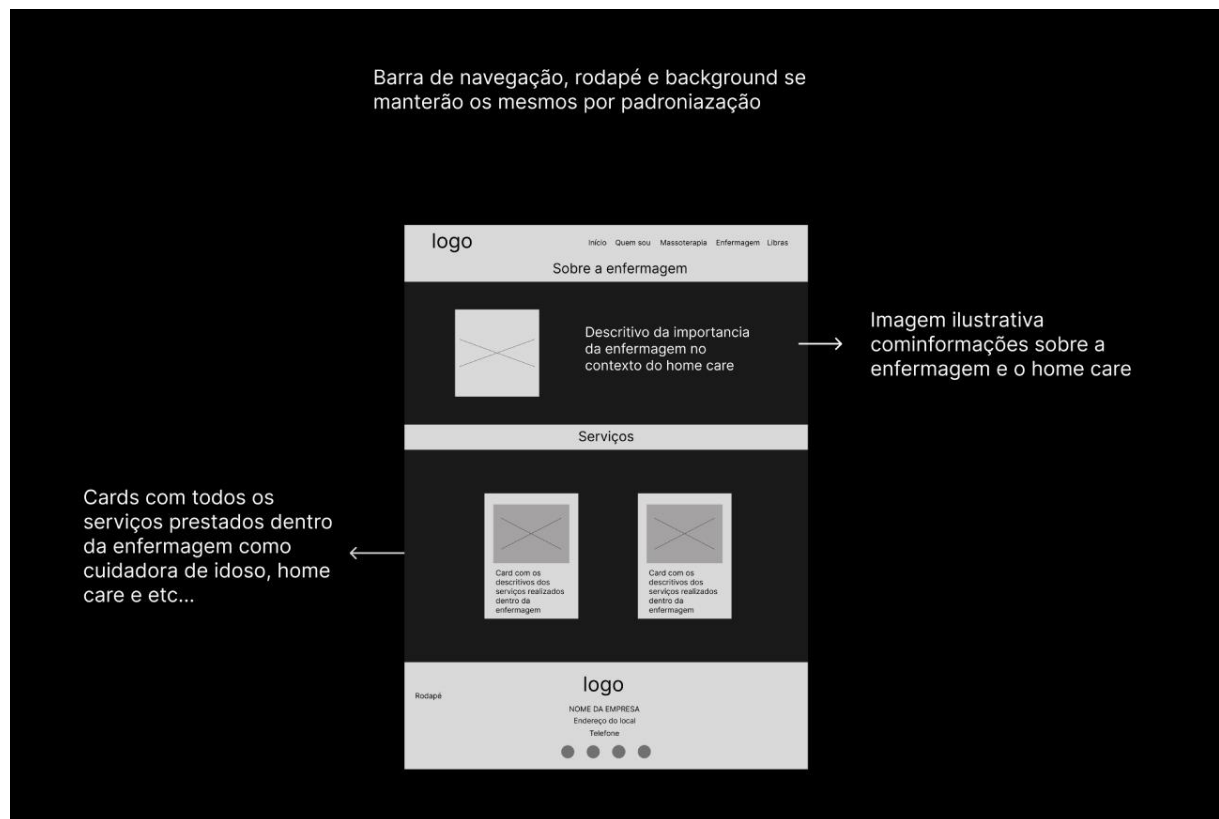 Barra de navegação, rodapé e background se
manterão os mesmos por padroniazação
logo
Início Quem sou Massoterapia Enfermagem Libras
Sobre a enfermagem
Descritivo da importancia
da enfermagem no
contexto do home care
Imagem ilustrativa
cominformações sobre a
enfermagem e o home care
Serviços
Cards com todos os
serviços prestados dentro
da enfermagem como
cuidadora de idoso, home
care e etc...
Card com os
descritivos dos
serviços realizados
dentro da
enfermagem
Card com os
descritivos dos
serviços realizados
dentro da
enfermagem
Rodapé
logo
NOME DA EMPRESA
Endereço do local
Telefone